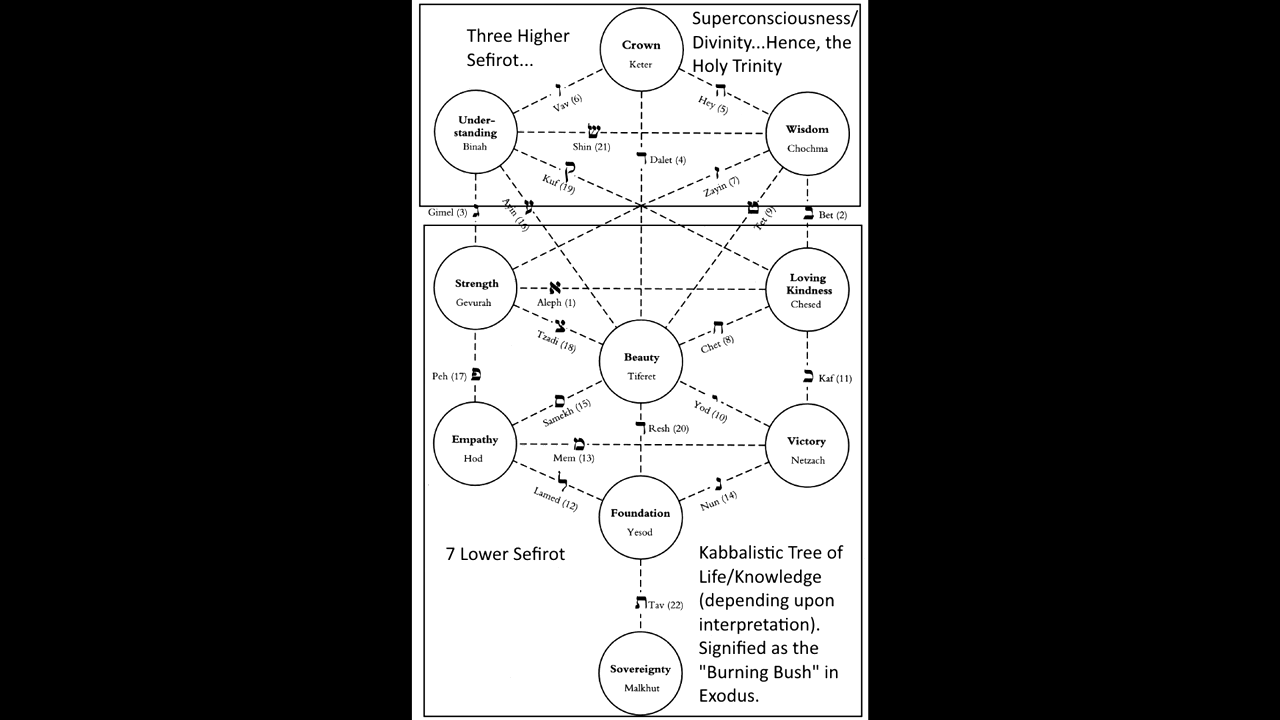 Three Higher
Sefirot...
Superconsciousness/
Divinity...Hence, the
Holy Trinity
Crown
Keter
ו
Vav (6)
ה
Hey (5)
Under-
standing
Binah
ש
Shin (21)
Wisdom
Chochma
ד
Dalet (4)
ק
Kuf (19)
ז
Zayin (7)
Gimel (3)
ג
Ayin (16)
ע
ט
Tet (9)
ב
Bet (2)
Strength
Gevurah
א
Aleph (1)
Loving
Kindness
Chesed
צ
Tzadi (18)
ח
Chet (8)
Beauty
Tiferet
Peh (17)
פ
כ
Kaf (11)
ס
Samekh (15)
י
Yod (10)
ר
Resh (20)
Empathy
Hod
מ
Mem (13)
Victory
Netzach
ל
Lamed (12)
נ
Nun (14)
Foundation
Yesod
7 Lower Sefirot
ת
Tav (22)
Sovereignty
Malkhut
Kabbalistic Tree of
Life/Knowledge
(depending upon
interpretation).
Signified as the
"Burning Bush" in
Exodus.